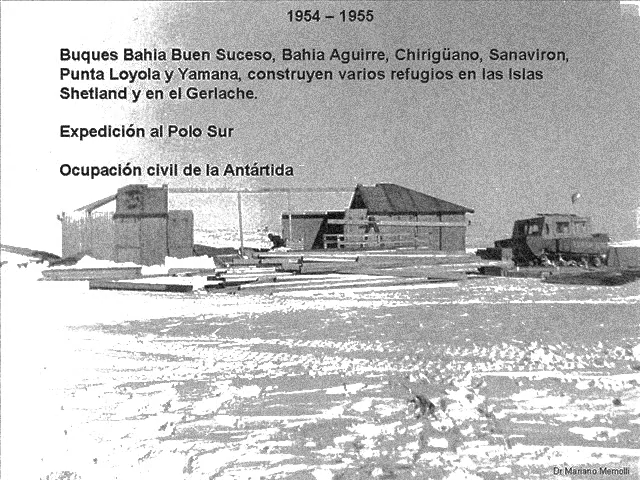 1954 – 1955
Buques Bahia Buen Suceso, Bahia Aguirre, Chirigüano, Sanaviron,
Punta Loyola y Yamana, construyen varios refugios en las Islas
Shetland y en el Gerlache.
Expedición al Polo Sur
Ocupación civil de la Antártida
Dr Mariano Memolli